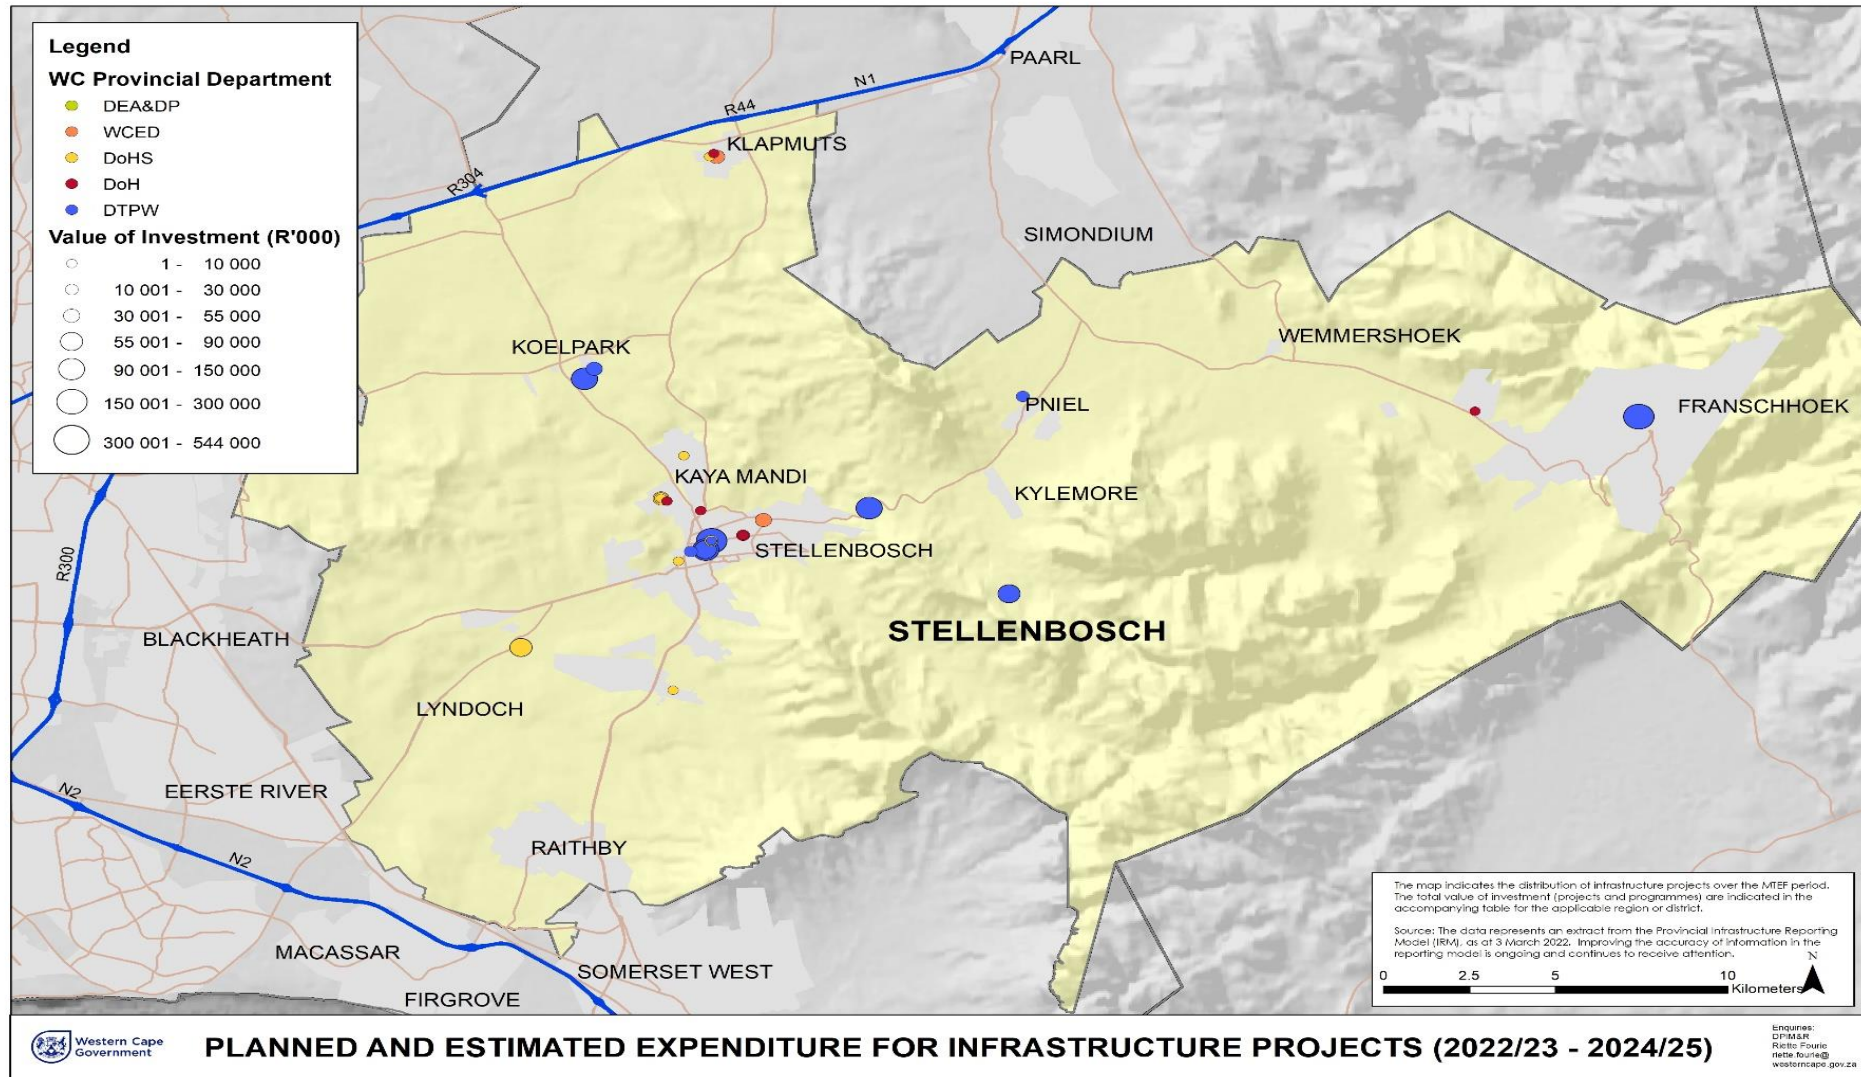 Legend
WC Provincial Department
DEA&DP
WCED
DoHS
DoH
DTPW
Value of Investment (R'000)
1 - 10 000
10 001 - 30 000
30 001 - 55 000
55 001 - 90 000
90 001 - 150 000
150 001 - 300 000
300 001 - 544 000
PAARL
N1
R44
KLAPMUTS
R304
SIMONDIUM
WEMMERSHOEK
KOELPARK
PNIEL
FRANSCHHOEK
KAYA MANDI
KYLEMORE
STELLENBOSCH
R300
STELLENBOSCH
BLACKHEATH
LYNDOCH
EERSTE RIVER
N2
N2
RAITHBY
MACASSAR
SOMERSET WEST
FIRGROVE
The map indicates the distribution of infrastructure projects over the MTEF period.
The total value of investment (projects and programmes) are indicated in the
accompanying table for the applicable region or district.
Source: The data represents an extract from the Provincial Infrastructure Reporting
Model (IRM), as at 3 March 2022. Improving the accuracy of information in the
reporting model is ongoing and continues to receive attention.
N
0 2.5 5 10
Kilometers
Western Cape
Government
PLANNED AND ESTIMATED EXPENDITURE FOR INFRASTRUCTURE PROJECTS (2022/23 - 2024/25)
Enquiries:
DPIM&R
Riette Fourie
riette.fourie@
westerncape.gov.za